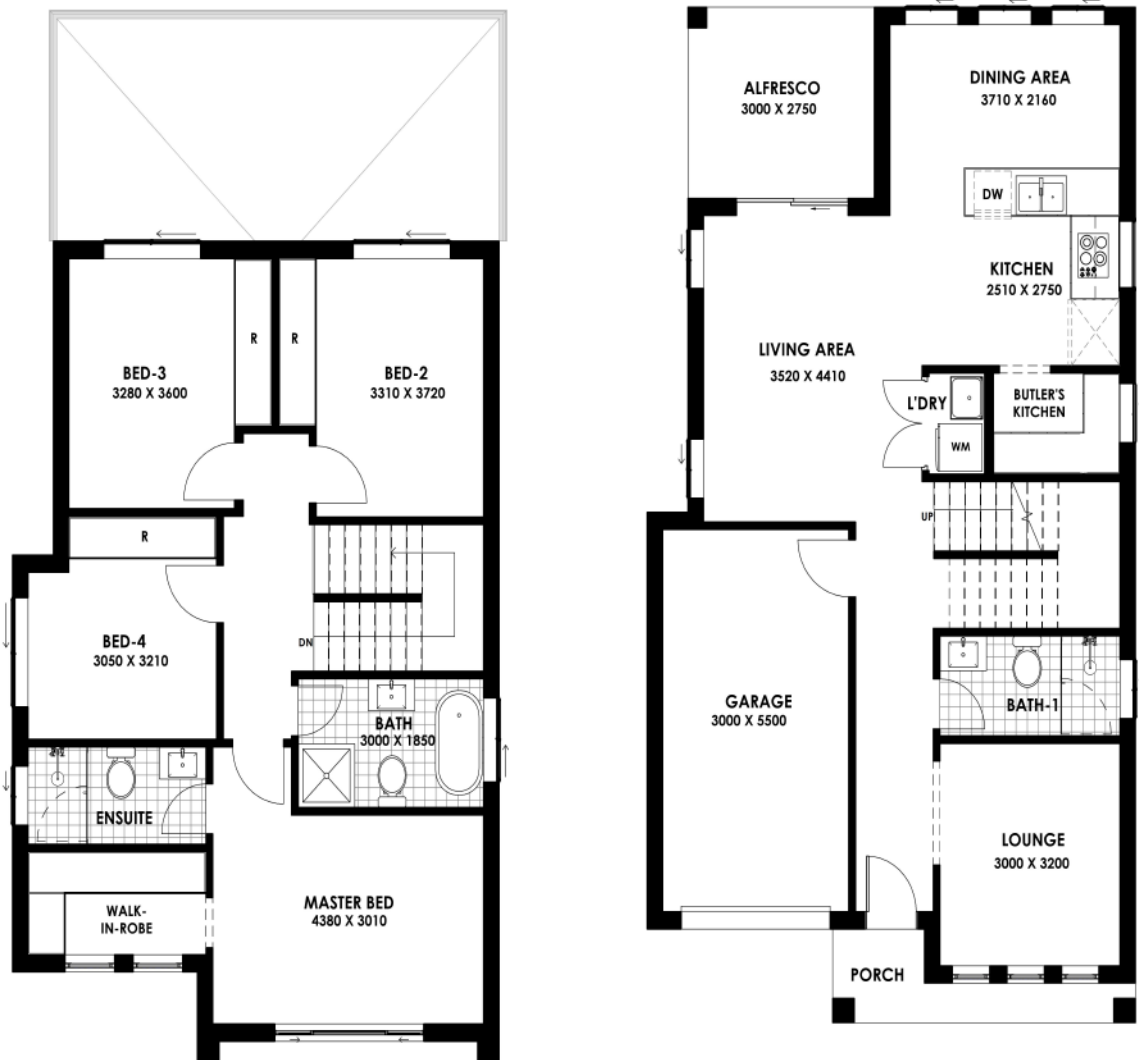 BED-3
3280 X 3600
R
R
BED-2
3310 X 3720
R
BED-4
3050 X 3210
DN
BATH
3000 X 1850
ENSUITE
WALK-
IN-ROBE
MASTER BED
4380 X 3010
ALFRESCO
3000 X 2750
DINING AREA
3710 X 2160
DW
KITCHEN
2510 X 2750
LIVING AREA
3520 X 4410
L'DRY
BUTLER'S
KITCHEN
WM
UP
GARAGE
3000 X 5500
BATH-1
LOUNGE
3000 X 3200
PORCH